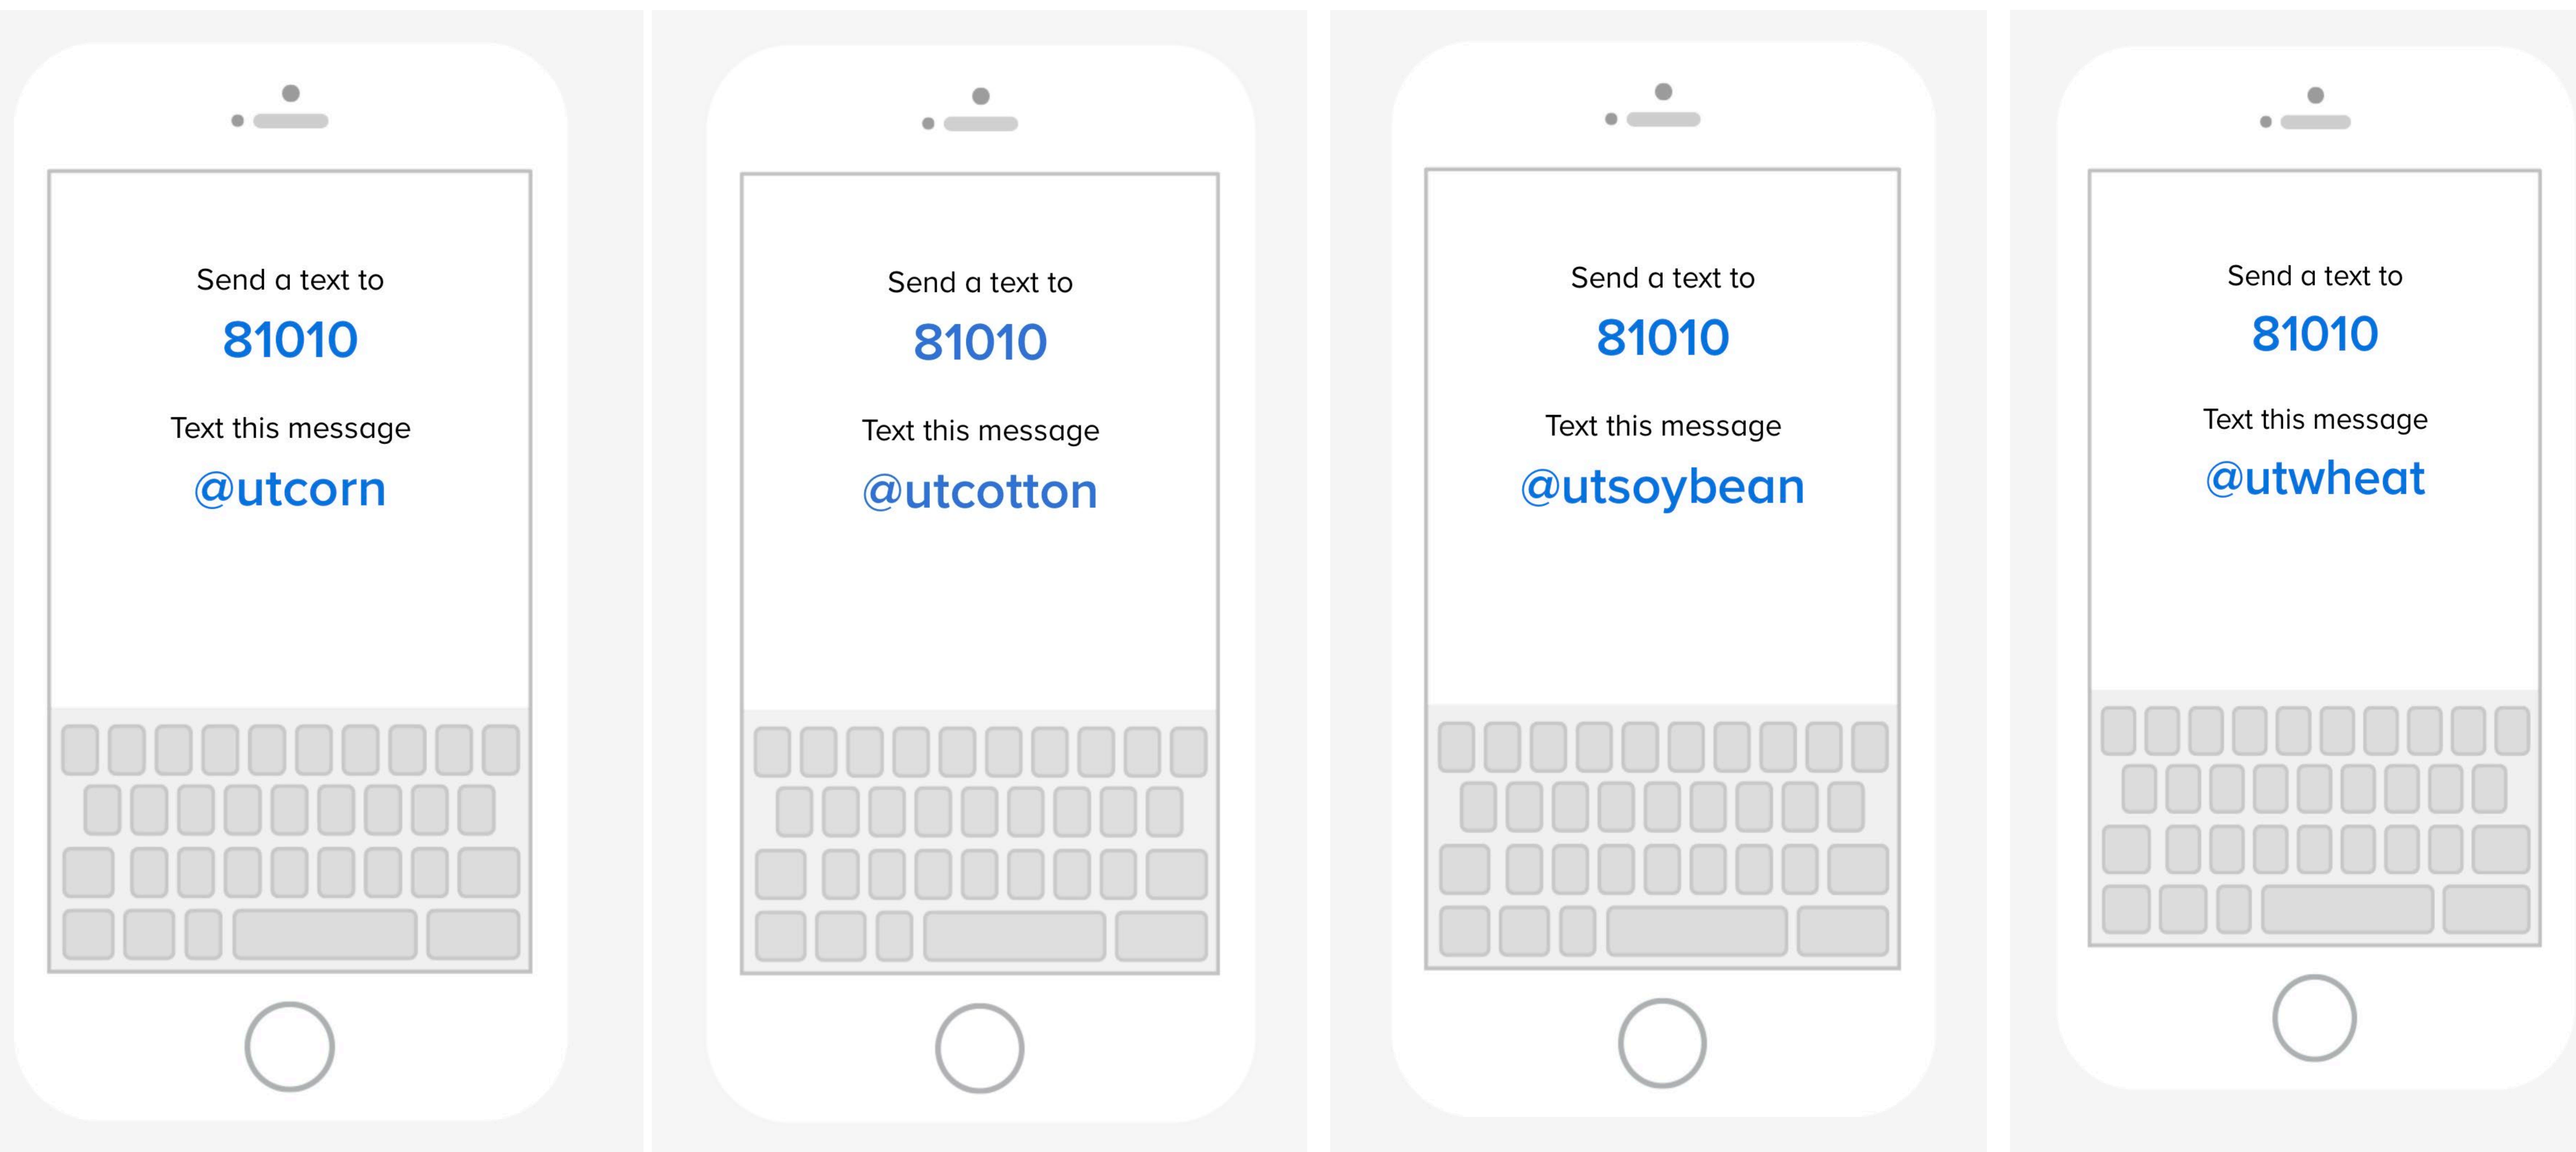 Send a text to
81010
Text this message
@utcorn
Send a text to
81010
Text this message
@utcotton
Send a text to
81010
Text this message
@utsoybean
Send a text to
81010
Text this message
@utwheat